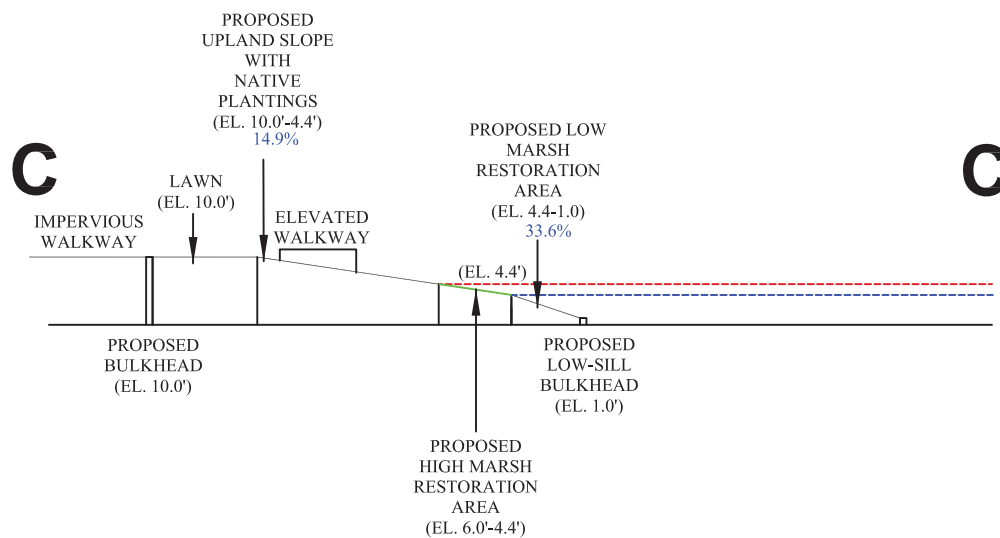 PROPOSED
UPLAND SLOPE
WITH
NATIVE
PLANTINGS
(EL. 10.0'-4.4')
14.9%
C
C
LAWN
(EL. 10.0')
IMPERVIOUS
WALKWAY
ELEVATED
WALKWAY
PROPOSED LOW
MARSH
RESTORATION
AREA
(EL. 4.4-1.0)
33.6%
(EL. 4.4')
PROPOSED
BULKHEAD
(EL. 10.0')
PROPOSED
LOW-SILL
BULKHEAD
(EL. 1.0')
PROPOSED
HIGH MARSH
RESTORATION
AREA
(EL. 6.0'-4.4')